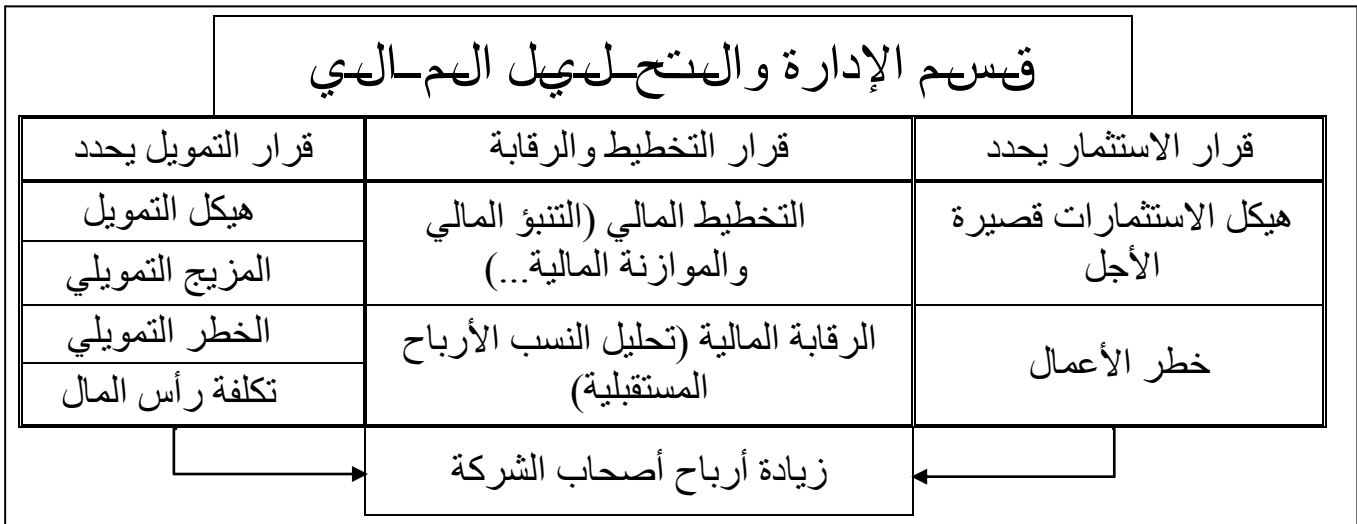 قسم الإدارة والتحليل المالي
قرار الاستثمار يحدد
قرار التخطيط والرقابة
قرار التمويل يحدد
هيكل الاستثمارات قصيرة
الأجل
التخطيط المالي (التنبؤ المالي
والموازنة المالية...)
هيكل التمويل
المزيج التمويلي
خطر الأعمال
الرقابة المالية (تحليل النسب الأرباح
المستقبلية)
الخطر التمويلي
تكلفة رأس المال
زيادة أرباح أصحاب الشركة